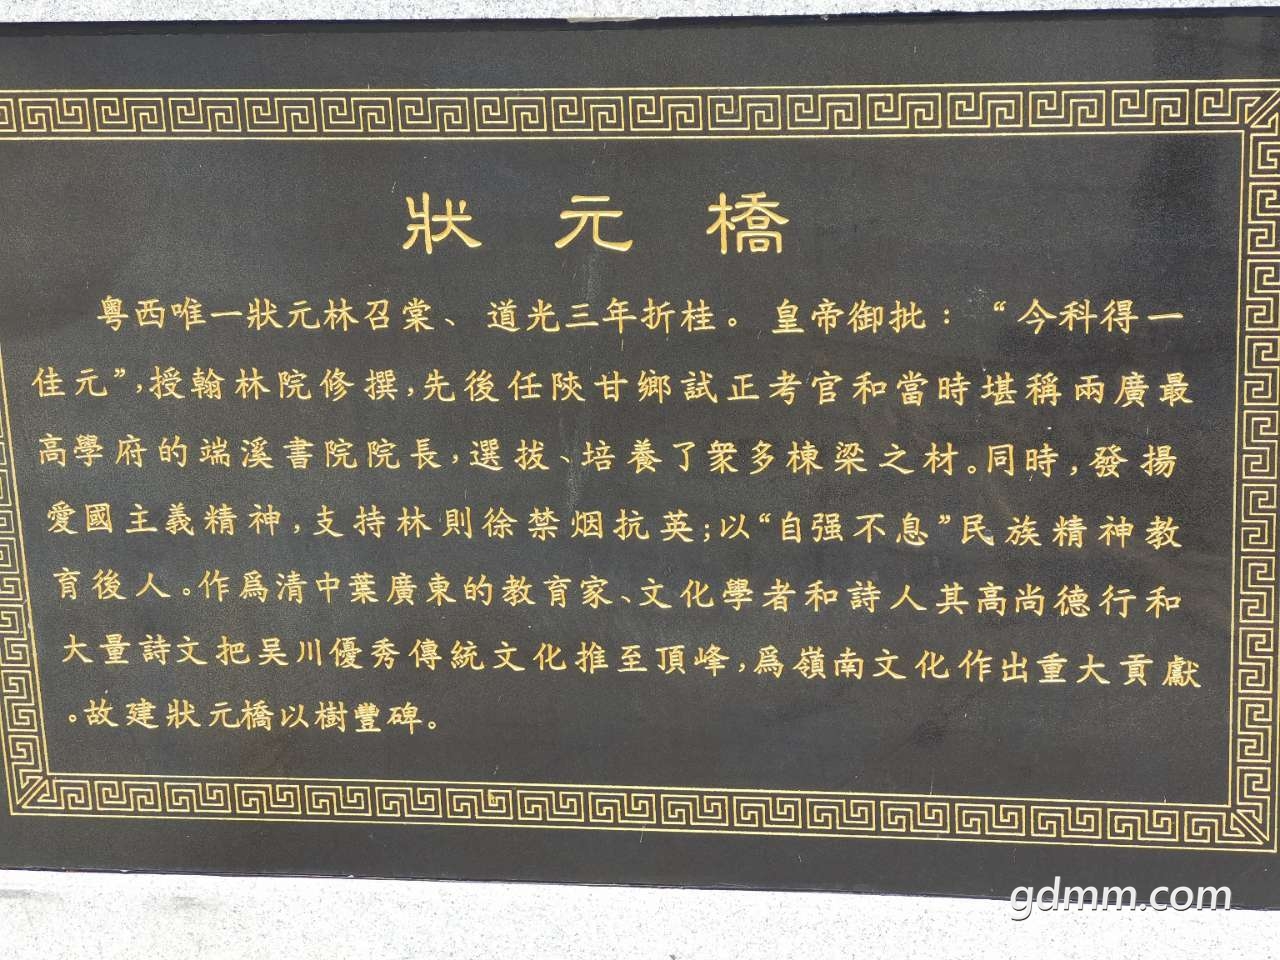 狀元橋
粵西唯一狀元林召棠、道光三年折桂。皇帝御批：“今科得一
佳元”，授翰林院修撰，先後任陝甘鄉試正考官和當時堪稱兩廣最
高學府的端溪書院院長，選拔、培養了衆多棟梁之材。同時，發揚
愛國主義精神，支持林則徐禁烟抗英；以“自强不息”民族精神教
育後人。作爲清中葉廣東的教育家、文化學者和詩人其高尚德行和
大量詩文把吴川優秀傳統文化推至頂峰，爲嶺南文化作出重大貢獻
。故建狀元橋以樹豐碑。
gdmm.com